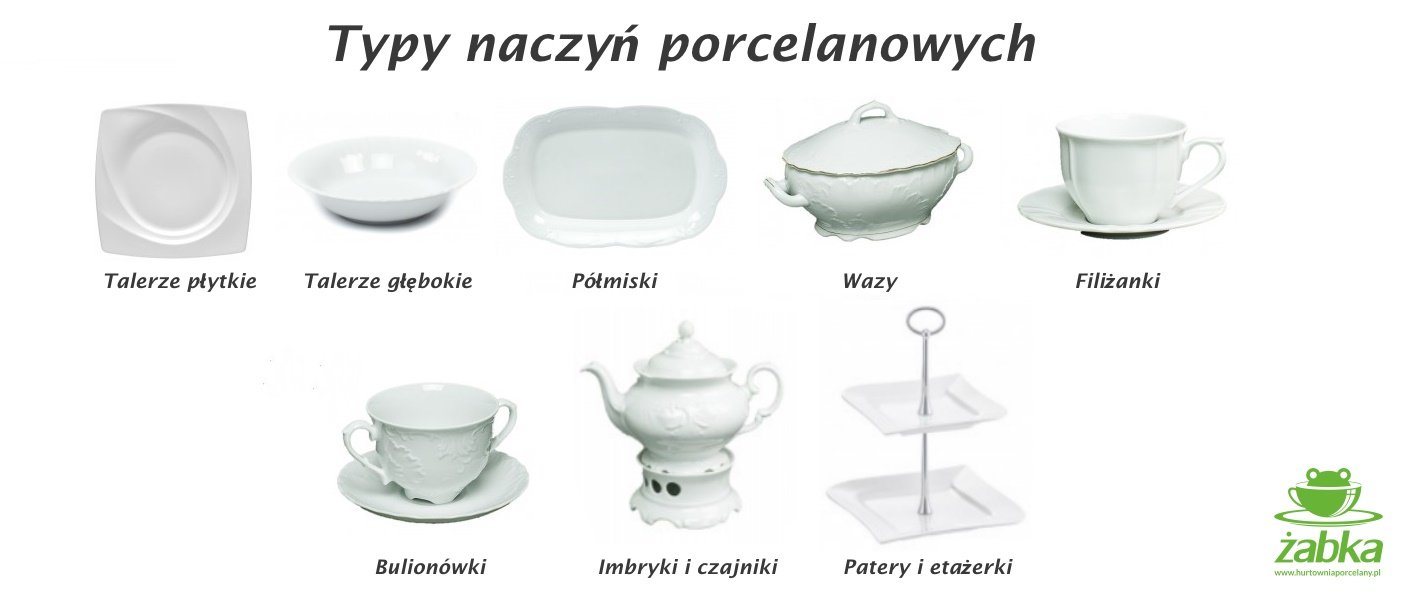 Typy naczyń porcelanowych
Talerze płytkie
Talerze głębokie
Półmiski
Wazy
Filiżanki
Bulionówki
Imbryki i czajniki
Patery i etażerki
żabka
www.hurtowniaporcelany.pl